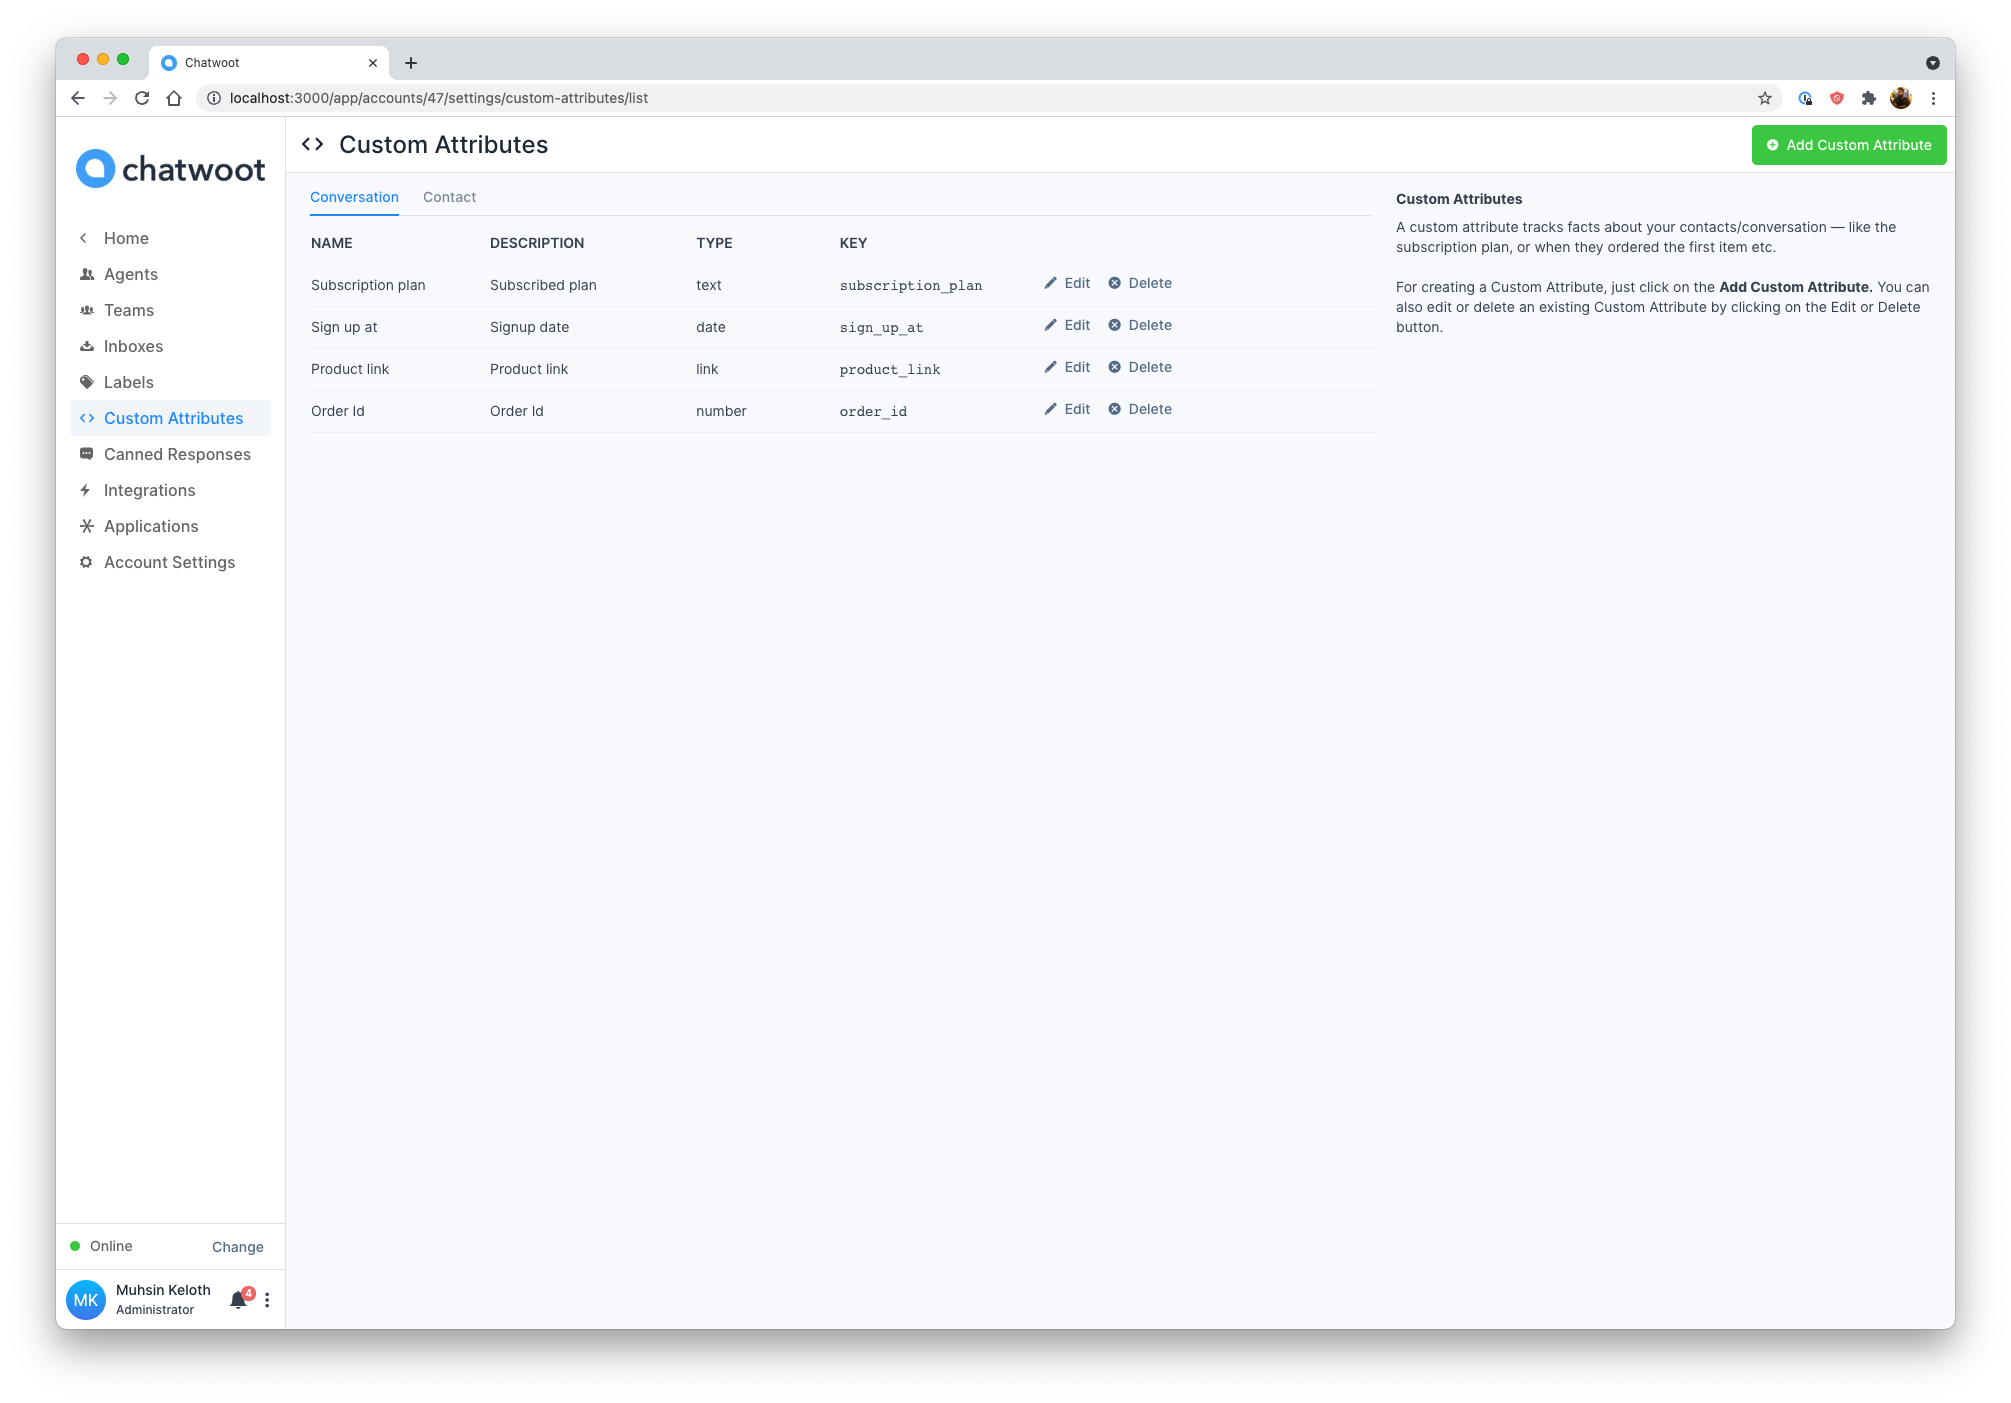 Chatwoot
localhost:3000/app/accounts/47/settings/custom-attributes/list
chatwoot
Home
Agents
Teams
Inboxes
Labels
Custom Attributes
Canned Responses
Integrations
Applications
Account Settings
Online Change
MK
Muhsin Keloth
Administrator
4
Custom Attributes
Add Custom Attribute
Conversation Contact
NAME DESCRIPTION TYPE KEY
Subscription plan Subscribed plan text subscription_plan Edit Delete
Sign up at Signup date date sign_up_at Edit Delete
Product link Product link link product_link Edit Delete
Order Id Order Id number order_id Edit Delete
Custom Attributes
A custom attribute tracks facts about your contacts/conversation — like the
subscription plan, or when they ordered the first item etc.
For creating a Custom Attribute, just click on the Add Custom Attribute. You can
also edit or delete an existing Custom Attribute by clicking on the Edit or Delete
button.